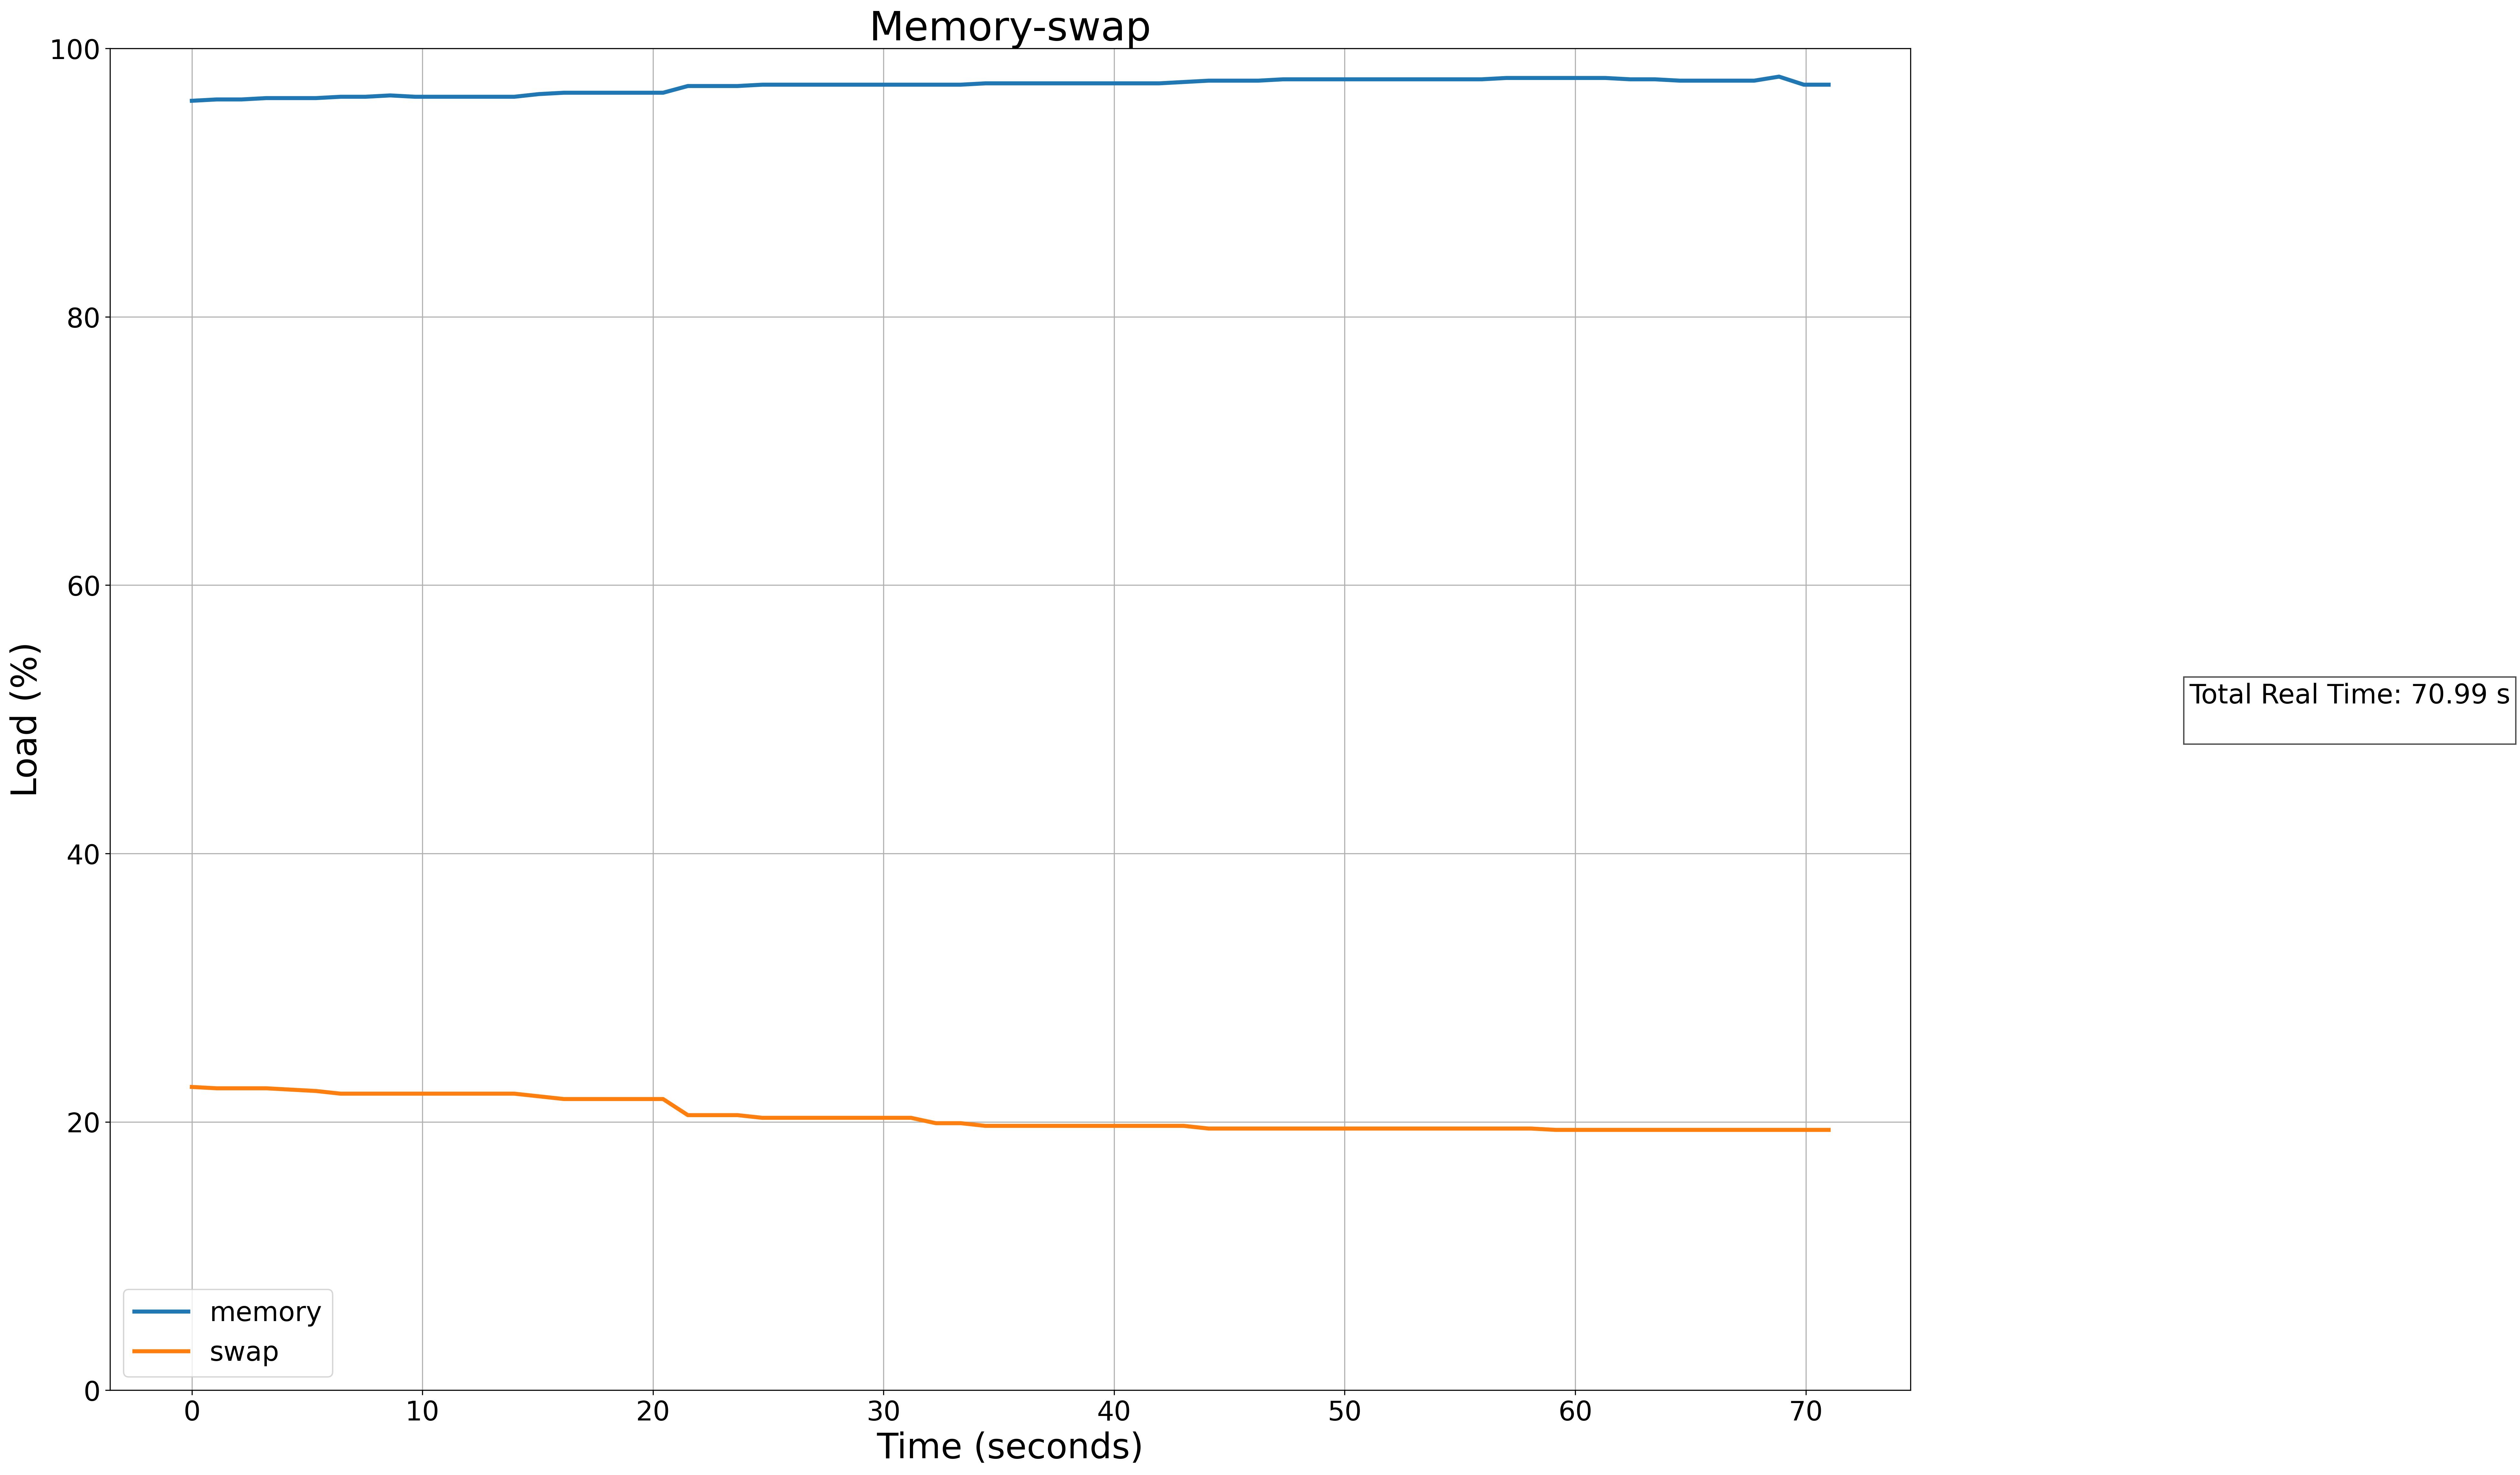 Memory-swap
100
80
60
40
20
0
Load (%)
0 10 20 30 40 50 60 70
Time (seconds)
memory
swap
Total Real Time: 70.99 s